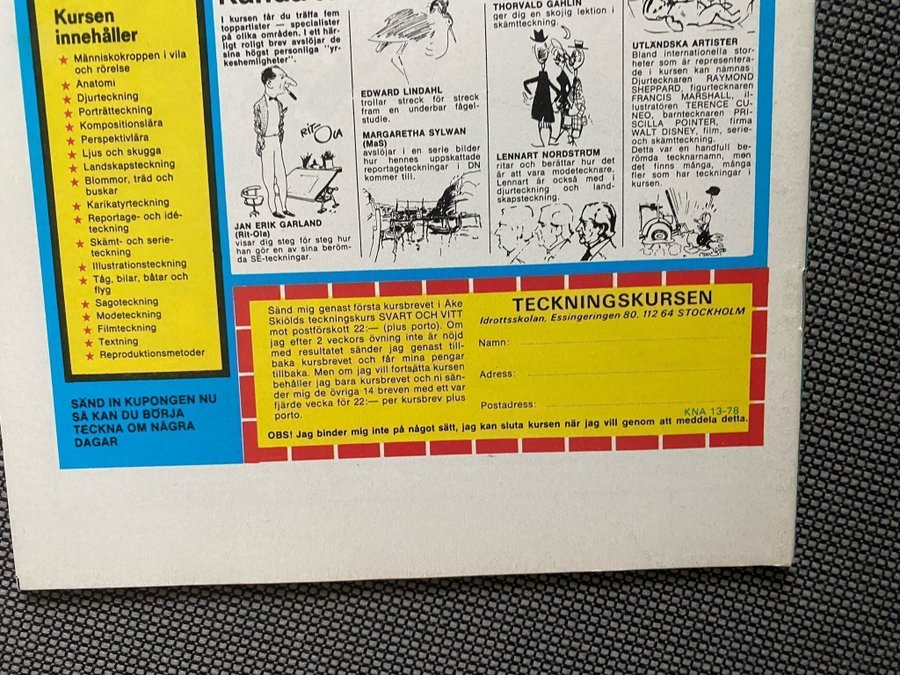 Kursen
innehåller
Människokroppen i vila
och rörelse
Anatomi
Djurteckning
Porträtteckning
Kompositionslära
Perspektivlära
Ljus och skugga
Landskapsteckning
Blommor, träd och
buskar
Karikatyrteckning
Reportage- och idé-
teckning
Skämt- och serie-
teckning
Illustrationsteckning
Tåg, bilar, båtar och
flyg
Sagoteckning
Modeteckning
Filmteckning
Textning
Reproduktionsmetoder
SÄND IN KUPONGEN NU
SÅ KAN DU BÖRJA
TECKNA OM NÅGRA
DAGAR
I kursen får du träffa fem
toppartister — specialister
på olika områden. I ett här-
ligt roligt brev avslöjar de
sina högst personliga "yr-
keshemligheter".
Rit-Ola
JAN ERIK GARLAND
(Rit-Ola)
visar dig steg för steg hur
han gör en av sina beröm-
da SE-teckningar.
EDWARD LINDAHL
trollar streck för streck
fram en underbar fågel-
studie.
MARGARETHA SYLWAN
(MaS)
avslöjar i en serie bilder
hur hennes uppskattade
reportageteckningar i DN
kommer till.
THORVALD GAHLIN
ger dig en skojig lektion i
skämtteckning.
LENNART NORDSTRÖM
ritar och berättar hur det
är att vara modetecknare.
Lennart är också med i
djurteckning och land-
skapsteckning.
UTLÄNDSKA ARTISTER
Bland internationella stor-
heter som är representera-
de i kursen kan nämnas:
Djurtecknaren RAYMOND
SHEPPARD, figurtecknaren
FRANCIS MARSHALL, il-
lustratören TERENCE CU-
NEO, barntecknaren PRI-
SCILLA POINTER, firma
WALT DISNEY, film, serie-
och skämtteckning.
Detta var en handfull be-
römda tecknarnamn, men
det finns många, många
fler som har teckningar i
kursen.
Sänd mig genast första kursbrevet i Åke
Skiölds teckningskurs SVART OCH VITT
mot postförskott 22:— (plus porto). Om
jag efter 2 veckors övning inte är nöjd
med resultatet sänder jag genast till-
baka kursbrevet och får mina pengar
tillbaka. Men om jag vill fortsätta kursen
behåller jag bara kursbrevet och ni sän-
der mig de övriga 14 breven med ett var
fjärde vecka för 22:— per kursbrev plus
porto.
TECKNINGSKURSEN
Idrottsskolan, Essingeringen 80, 112 64 STOCKHOLM
Namn:
Adress:
Postadress:
KNA 13-78
OBS! Jag binder mig inte på något sätt, jag kan sluta kursen när jag vill genom att meddela detta.